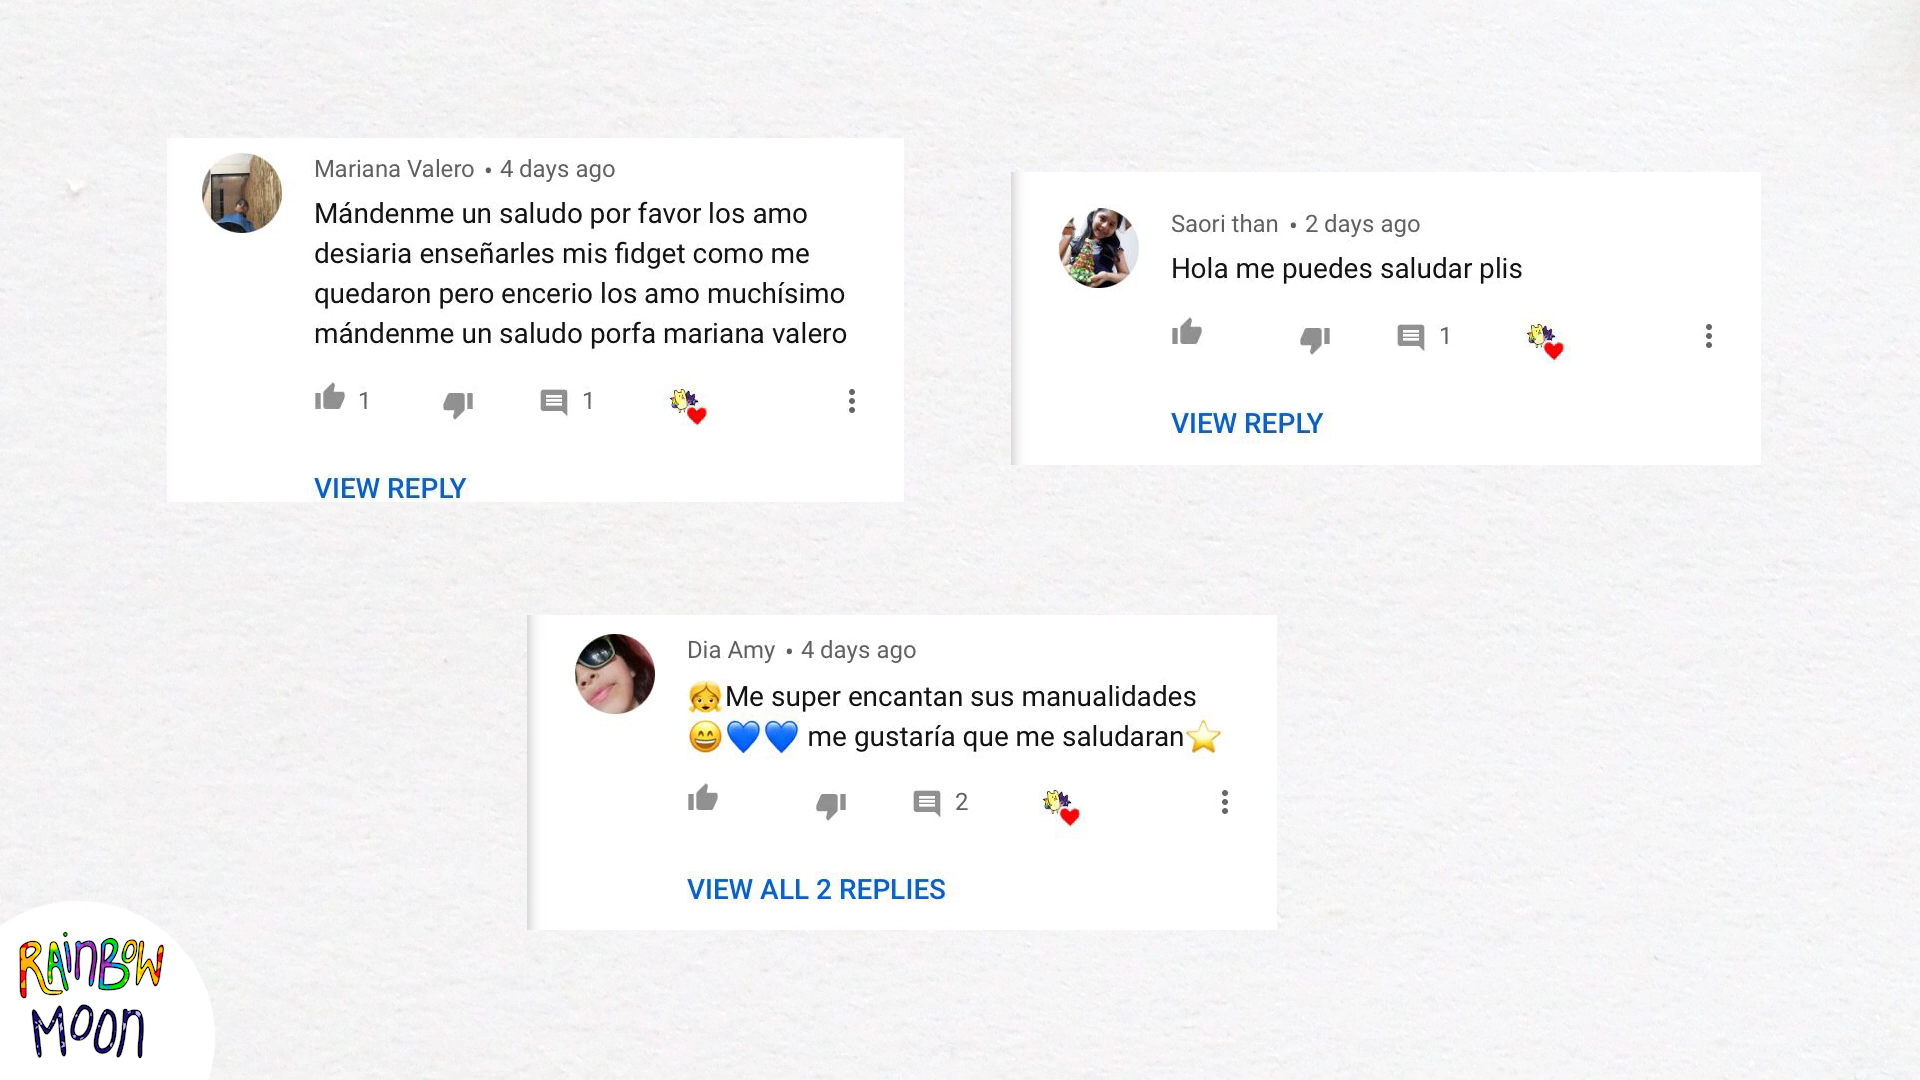 Mariana Valero • 4 days ago
Mándenme un saludo por favor los amo
desiaria enseñarles mis fidget como me
quedaron pero encerio los amo muchísimo
mándenme un saludo porfa mariana valero
1 1
VIEW REPLY
Saori than • 2 days ago
Hola me puedes saludar plis
1
VIEW REPLY
Dia Amy • 4 days ago
👧Me super encantan sus manualidades
😄💙💙 me gustaría que me saludaran⭐
2
VIEW ALL 2 REPLIES
RAiNBOW
MOON